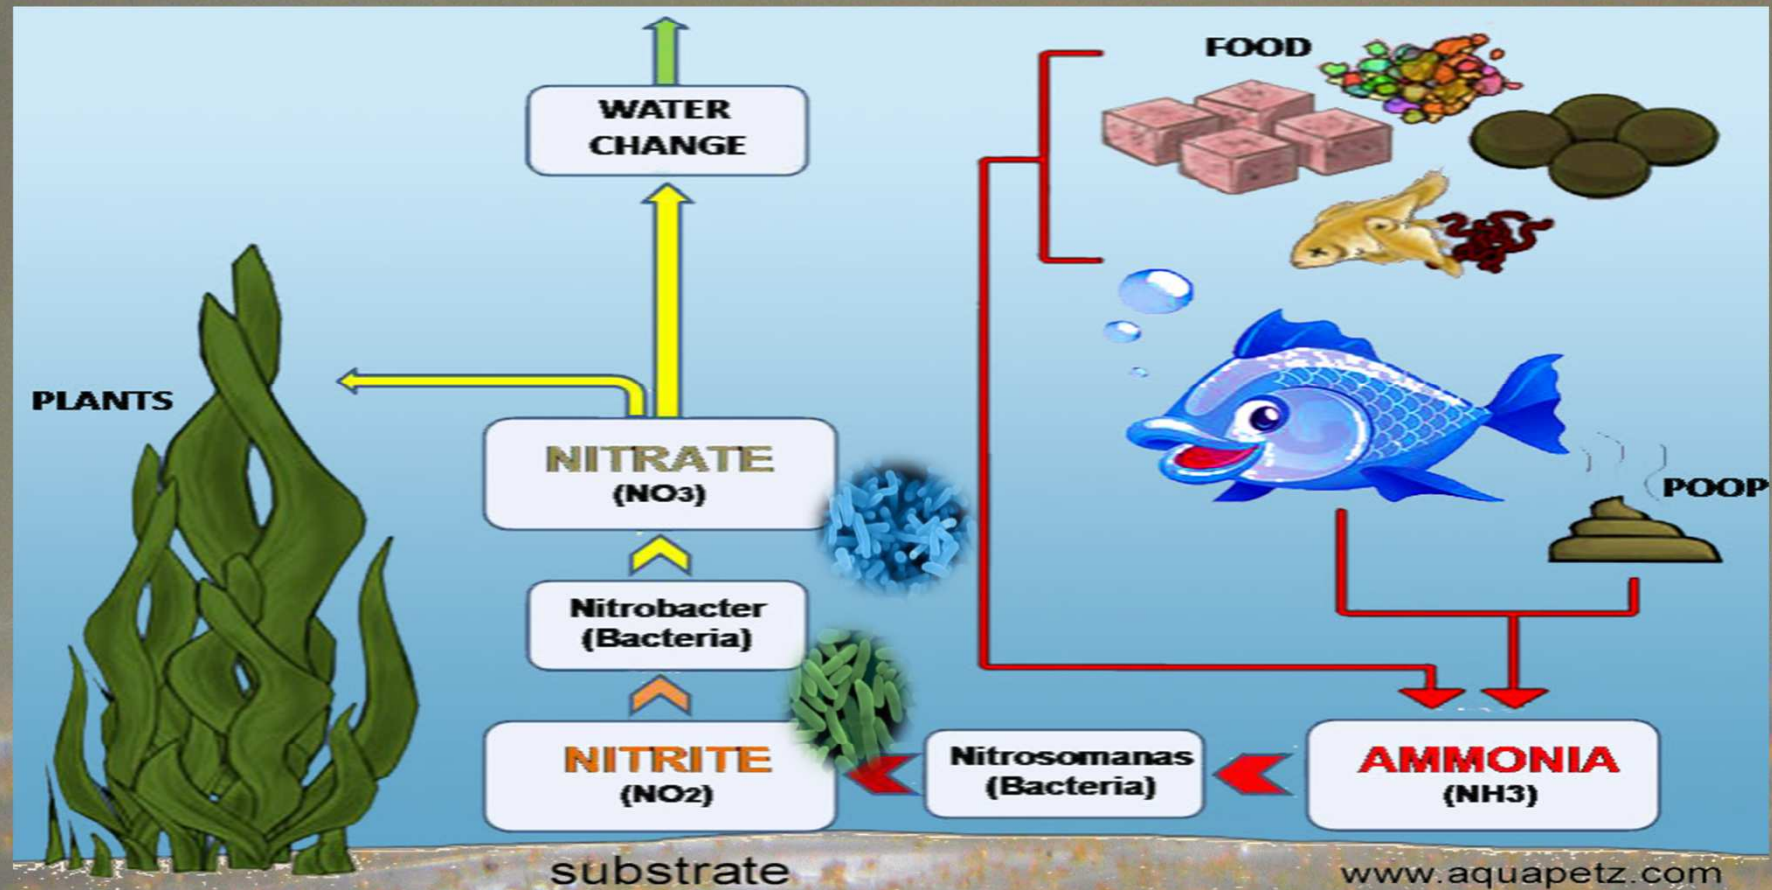 FOOD
WATER
CHANGE
PLANTS
NITRATE
(NO3)
POOP
Nitrobacter
(Bacteria)
NITRITE
(NO2)
Nitrosomanas
(Bacteria)
AMMONIA
(NH3)
substrate
www.aquapetz.com